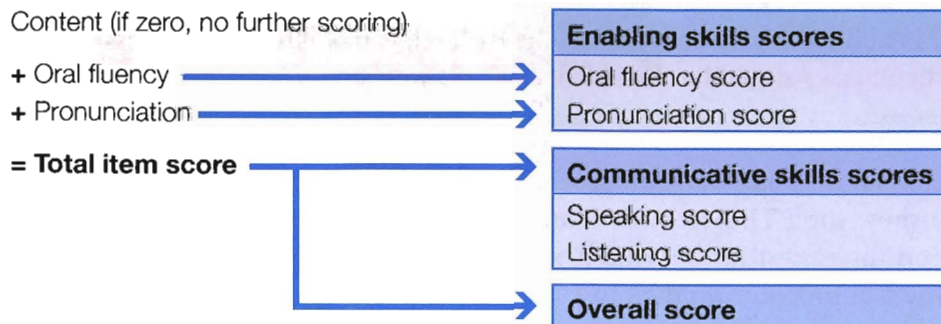 Content (if zero, no further scoring)
+ Oral fluency
+ Pronunciation
= Total item score
Enabling skills scores
Oral fluency score
Pronunciation score
Communicative skills scores
Speaking score
Listening score
Overall score